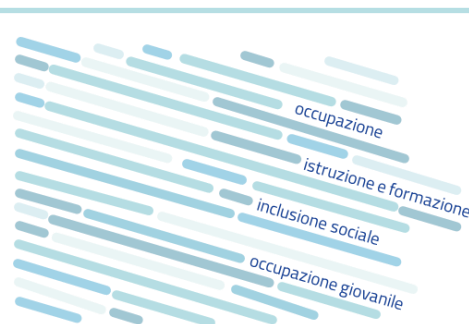 occupazione
istruzione e formazione
inclusione sociale
occupazione giovanile